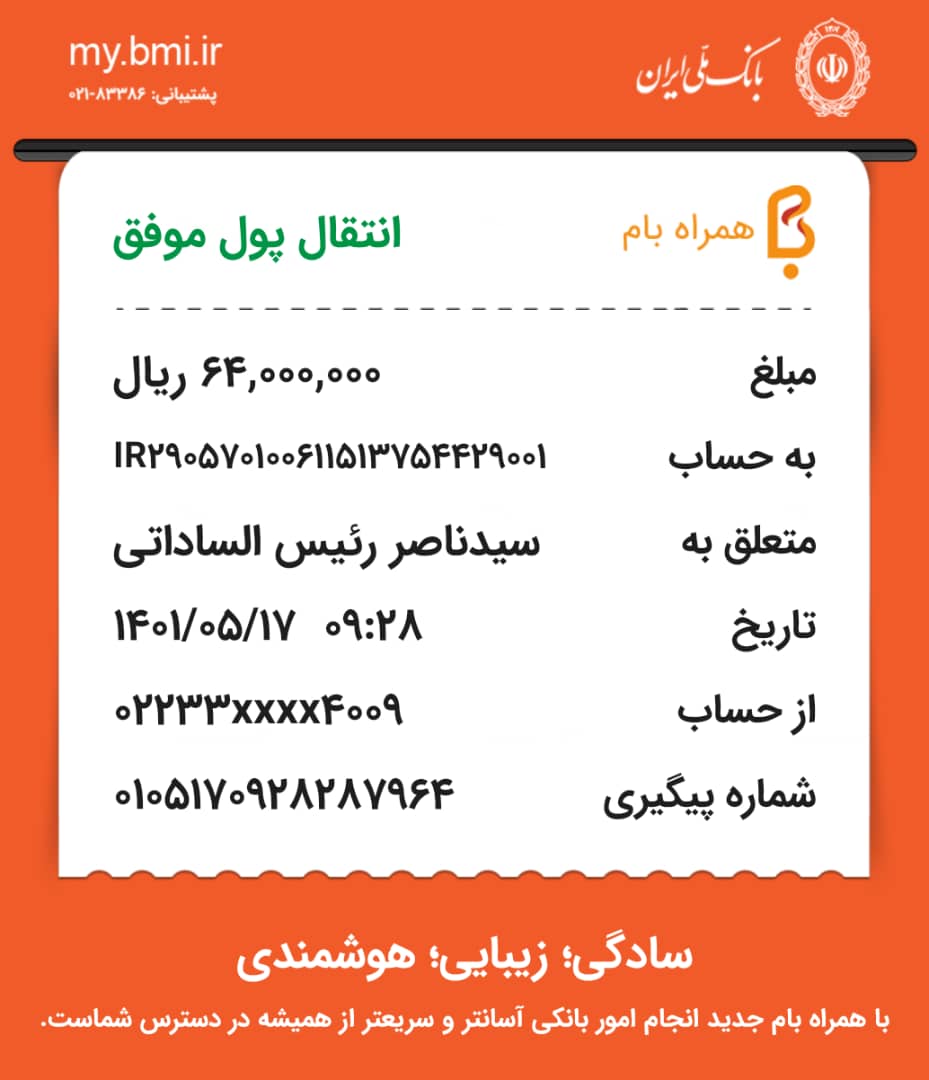 my.bmi.ir
پشتیبانی: ۸۳۳۸۶-۰۲۱
بانک ملّی ایران
همراه بام
انتقال پول موفق
مبلغ ۶۴,۰۰۰,۰۰۰ ریال
به حساب IR۲۹۰۵۷۰۱۰۰۶۱۱۵۱۳۷۵۴۴۲۹۰۰۱
متعلق به سیدناصر رئیس الساداتی
تاریخ ۱۴۰۱/۰۵/۱۷ ۰۹:۲۸
از حساب ۰۲۲۳۳xxxx۴۰۰۹
شماره پیگیری ۰۱۰۵۱۷۰۹۲۸۲۸۷۹۶۴
سادگی؛ زیبایی؛ هوشمندی
با همراه بام جدید انجام امور بانکی آسانتر و سریعتر از همیشه در دسترس شماست.